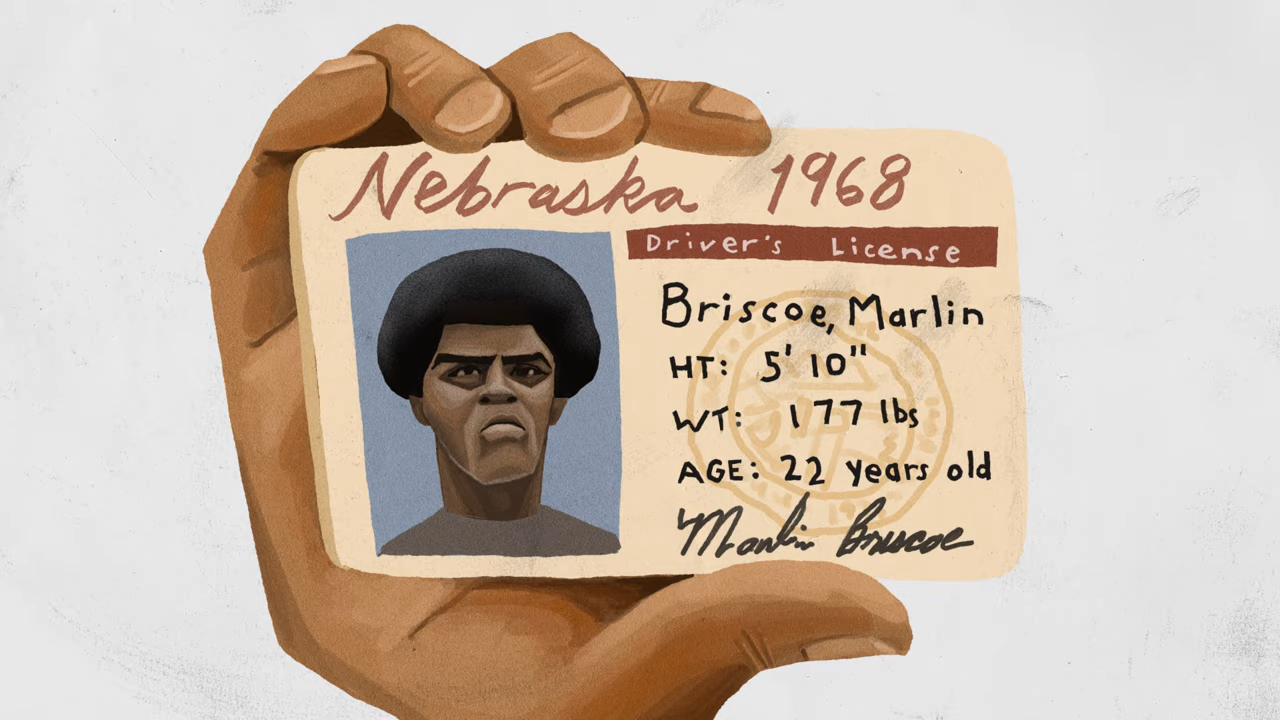 Nebraska 1968
Driver's License
Briscoe, Marlin
HT: 5' 10"
WT: 177 lbs
AGE: 22 years old
Marlin Briscoe